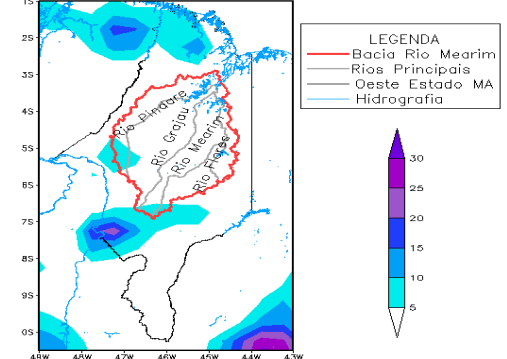 1S
2S
3S
4S
5S
6S
7S
8S
9S
0S
48W
47W
46W
45W
44W
43W
Rio Pindare
Rio Grajau
Rio Mearim
Rio Flores
LEGENDA
Bacia Rio Mearim
Rios Principais
Oeste Estado MA
Hidrografia
30
25
20
15
10
5